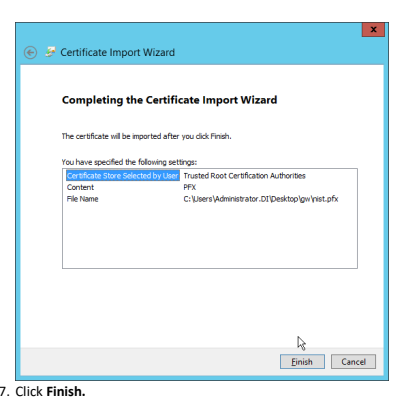 x
Certificate Import Wizard
Completing the Certificate Import Wizard
The certificate will be imported after you click Finish.
You have specified the following settings:
Certificate Store Selected by User Trusted Root Certification Authorities
Content PFX
File Name C:\Users\Administrator.DI\Desktop\gw\nist.pfx
Finish Cancel
7. Click Finish.